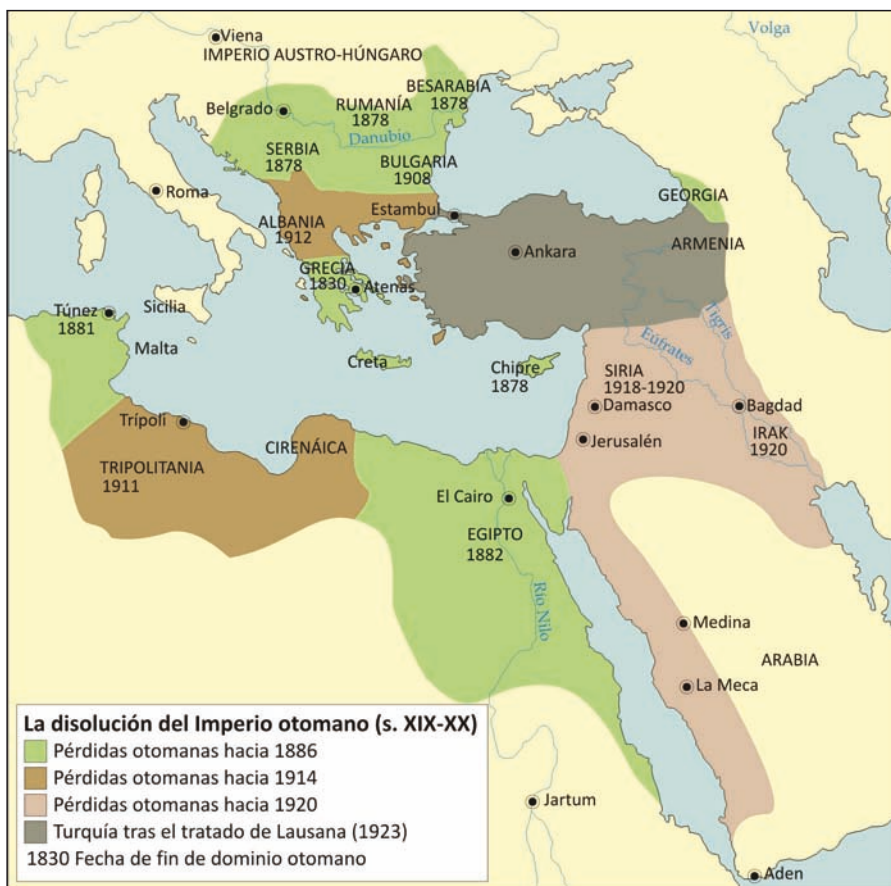 Viena
Volga
IMPERIO AUSTRO-HÚNGARO
BESARABIA
1878
RUMANÍA
1878
Belgrado
Danubio
SERBIA
1878
BULGARIA
1908
Roma
GEORGIA
Estambul
ALBANIA
1912
ARMENIA
Ankara
GRECIA
1830
Atenas
Sicilia
Túnez
1881
Tigris
Malta
Eúfrates
Creta
Chipre
1878
SIRIA
1918-1920
Damasco
Bagdad
Trípoli
IRAK
1920
CIRENÁICA
Jerusalén
TRIPOLITANIA
1911
El Cairo
EGIPTO
1882
Río Nilo
Medina
ARABIA
La Meca
La disolución del Imperio otomano (s. XIX-XX)
Pérdidas otomanas hacia 1886
Pérdidas otomanas hacia 1914
Pérdidas otomanas hacia 1920
Turquía tras el tratado de Lausana (1923)
1830 Fecha de fin de dominio otomano
Jartum
Aden